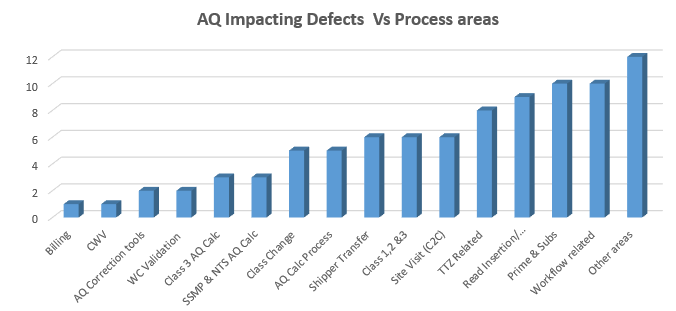 AQ Impacting Defects  Vs Process areas
12
10
8
6
4
2
0
Billing
CWV
AQ Correction tools
WC Validation
Class 3 AQ Calc
SSMP & NTS AQ Calc
Class Change
AQ Calc Process
Shipper Transfer
Class 1,2 &3
Site Visit (C2C)
TTZ Related
Read Insertion/…
Prime & Subs
Workflow related
Other areas